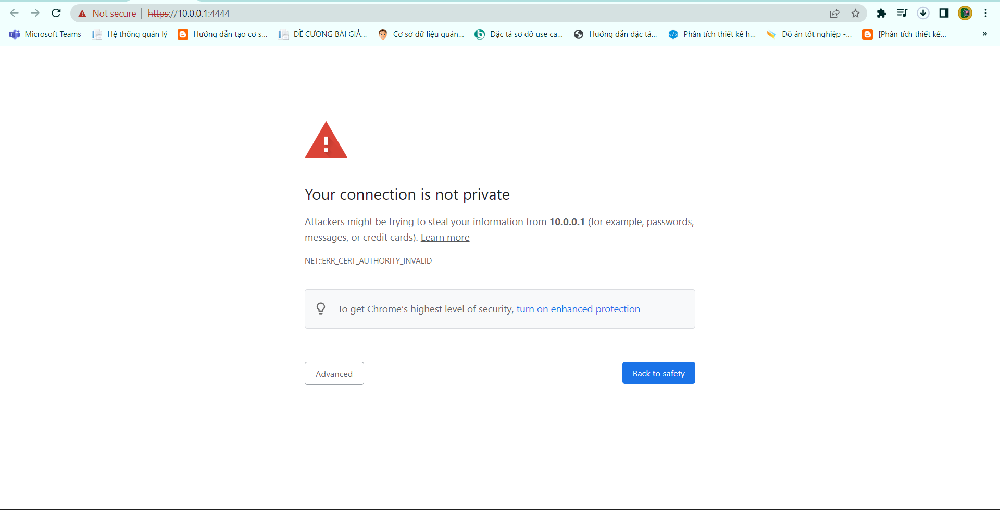 Not secure | https://10.0.0.1:4444
Microsoft Teams Hệ thống quản lý Hướng dẫn tạo cơ s... ĐỀ CƯƠNG BÀI GIẢ... Cơ sở dữ liệu quản... Đặc tả sơ đồ use ca... Hướng dẫn đặc tả... Phân tích thiết kế h... Đồ án tốt nghiệp -... [Phân tích thiết kế... »
Your connection is not private
Attackers might be trying to steal your information from 10.0.0.1 (for example, passwords,
messages, or credit cards). Learn more
NET::ERR_CERT_AUTHORITY_INVALID
To get Chrome's highest level of security, turn on enhanced protection
Advanced Back to safety